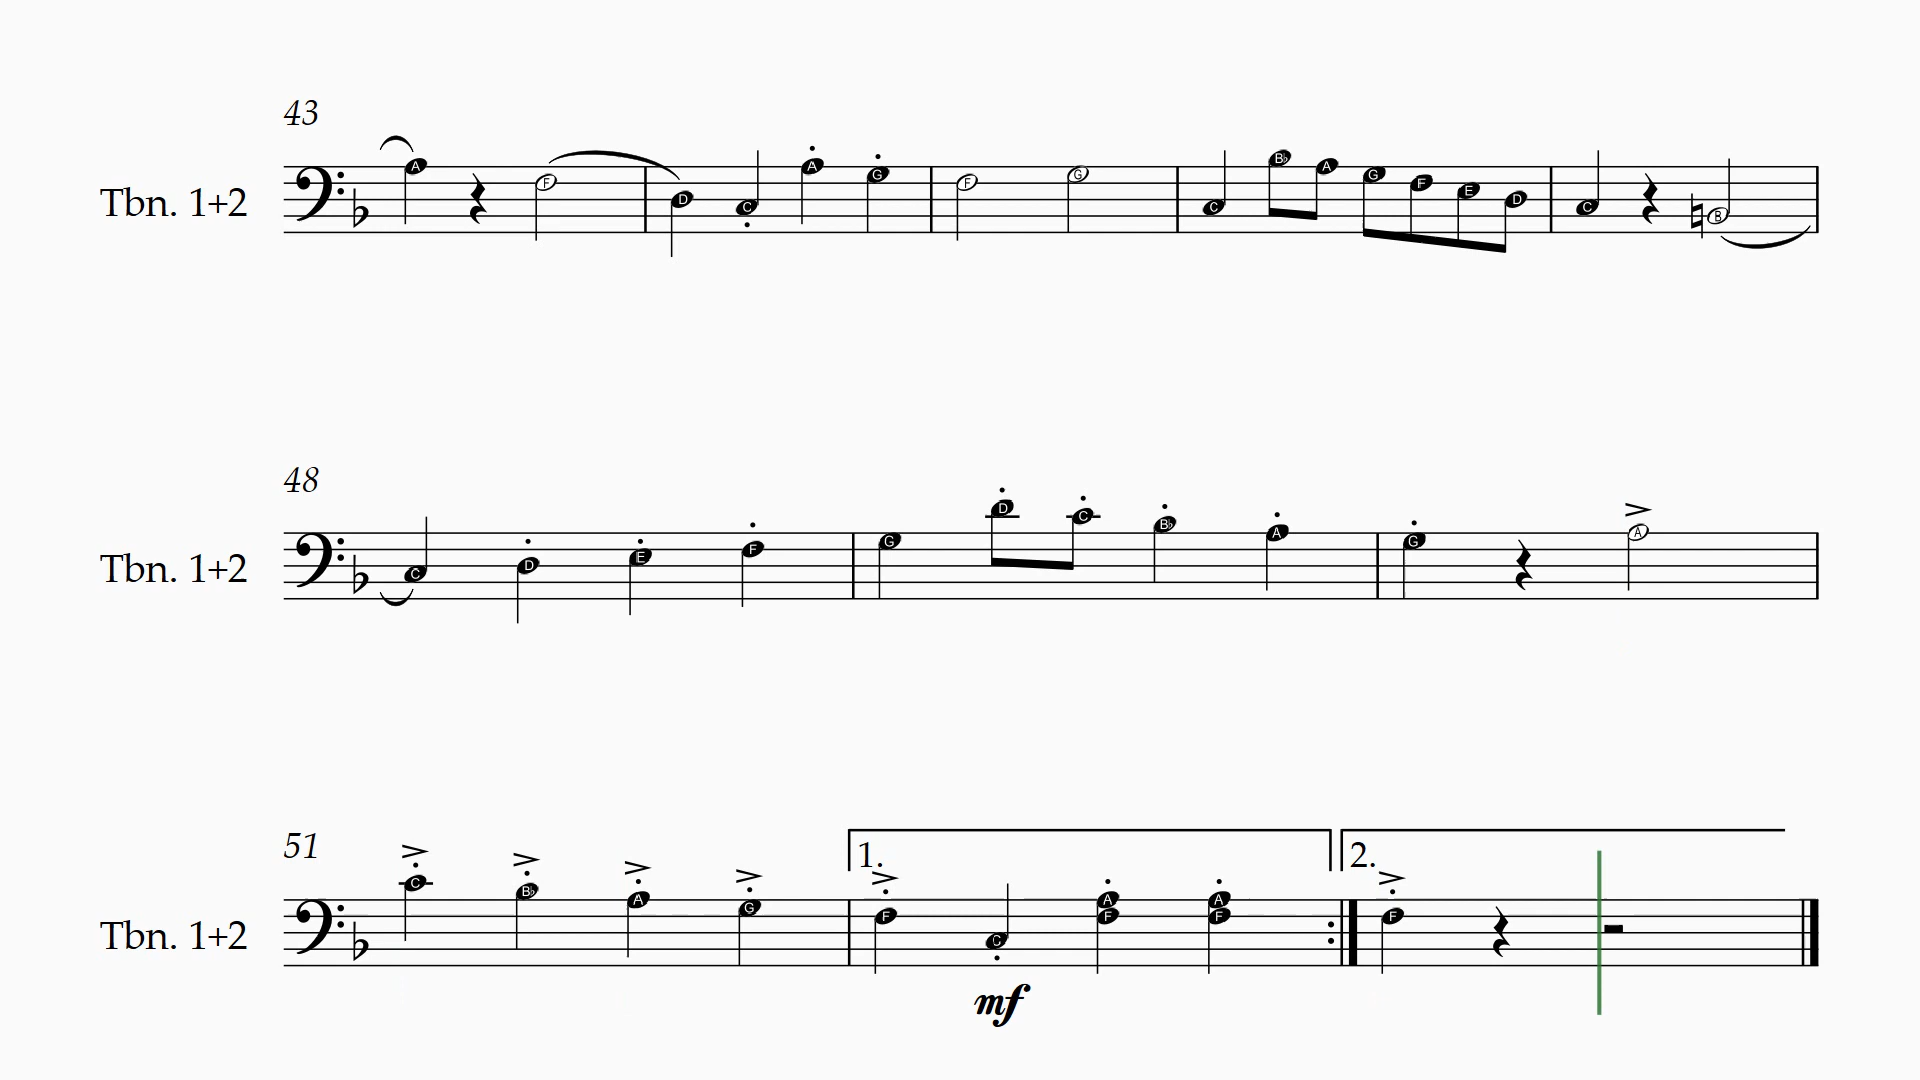 43
Tbn. 1+2
A F D C A G F G C B♭ A G F E D C B
48
Tbn. 1+2
C D E F G D C B♭ A G A
51
1.
2.
Tbn. 1+2
C B♭ A G F C A F A F F
mf